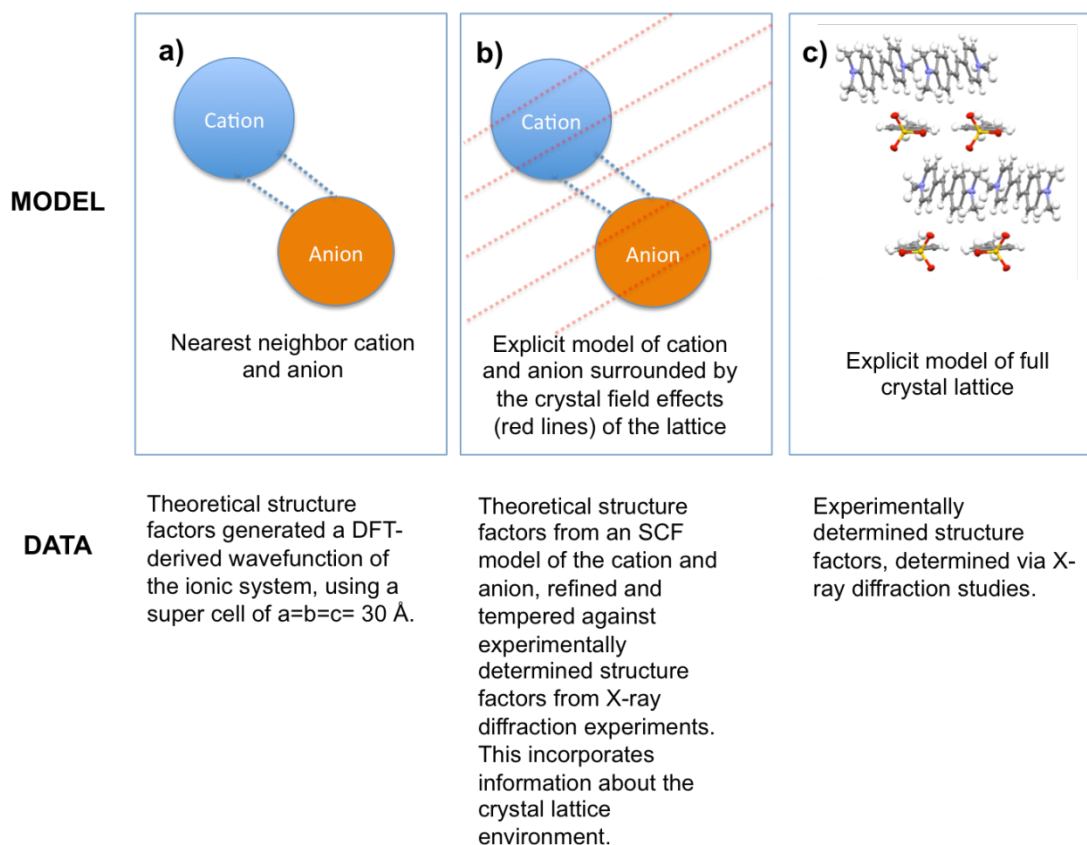 a)
Cation
Anion
Nearest neighbor cation
and anion
b)
Cation
Anion
Explicit model of cation
and anion surrounded by
the crystal field effects
(red lines) of the lattice
c)
Explicit model of full
crystal lattice
MODEL
DATA
Theoretical structure
factors generated a DFT-
derived wavefunction of
the ionic system, using a
super cell of a=b=c= 30 Å.
Theoretical structure
factors from an SCF
model of the cation and
anion, refined and
tempered against
experimentally
determined structure
factors from X-ray
diffraction experiments.
This incorporates
information about the
crystal lattice
environment.
Experimentally
determined structure
factors, determined via X-
ray diffraction studies.